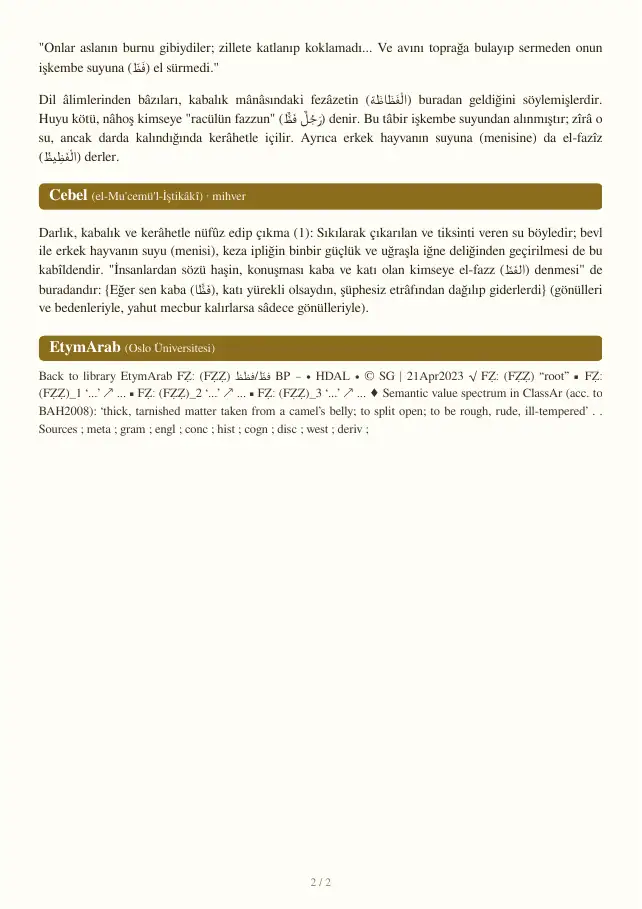 "Onlar aslanın burnu gibiydiler; zillete katlanıp koklamadı... Ve avını toprağa bulayıp sermeden onun
işkembe suyuna (فَظّ) el sürmedi."
Dil âlimlerinden bâzıları, kabalık mânâsındaki fezâzetin (الْفَظَاظَة) buradan geldiğini söylemişlerdir.
Huyu kötü, nâhoş kimseye "racülün fazzun" (رَجُلٌ فَظٌّ) denir. Bu tâbir işkembe suyundan alınmıştır; zîrâ o
su, ancak darda kalındığında kerâhetle içilir. Ayrıca erkek hayvanın suyuna (menisine) da el-fazîz
(الْفَظِيظُ) derler.
Cebel (el-Mu'cemü'l-İştikâkî) · mihver
Darlık, kabalık ve kerâhetle nüfûz edip çıkma (1): Sıkılarak çıkarılan ve tiksinti veren su böyledir; bevl
ile erkek hayvanın suyu (menisi), keza ipliğin binbir güçlük ve uğraşla iğne deliğinden geçirilmesi de bu
kabîldendir. "İnsanlardan sözü haşin, konuşması kaba ve katı olan kimseye el-fazz (الفَظّ) denmesi" de
buradandır: {Eğer sen kaba (فَظًّا), katı yürekli olsaydın, şüphesiz etrâfından dağılıp giderlerdi} (gönülleri
ve bedenleriyle, yahut mecbur kalırlarsa sâdece gönülleriyle).
EtymArab (Oslo Üniversitesi)
Back to library EtymArab FẒː (FẒẒ) فظ/فظظ BP – • HDAL • © SG | 21Apr2023 √ FẒː (FẒẒ) “root” ▪ FẒː
(FẒẒ)_1 ‘...’ ↗ ... ▪ FẒː (FẒẒ)_2 ‘...’ ↗ ... ▪ FẒː (FẒẒ)_3 ‘...’ ↗ ... ♦ Semantic value spectrum in ClassAr (acc. to
BAH2008): ‘thick, tarnished matter taken from a camel’s belly; to split open; to be rough, rude, ill-tempered’ . .
Sources ; meta ; gram ; engl ; conc ; hist ; cogn ; disc ; west ; deriv ;
2 / 2